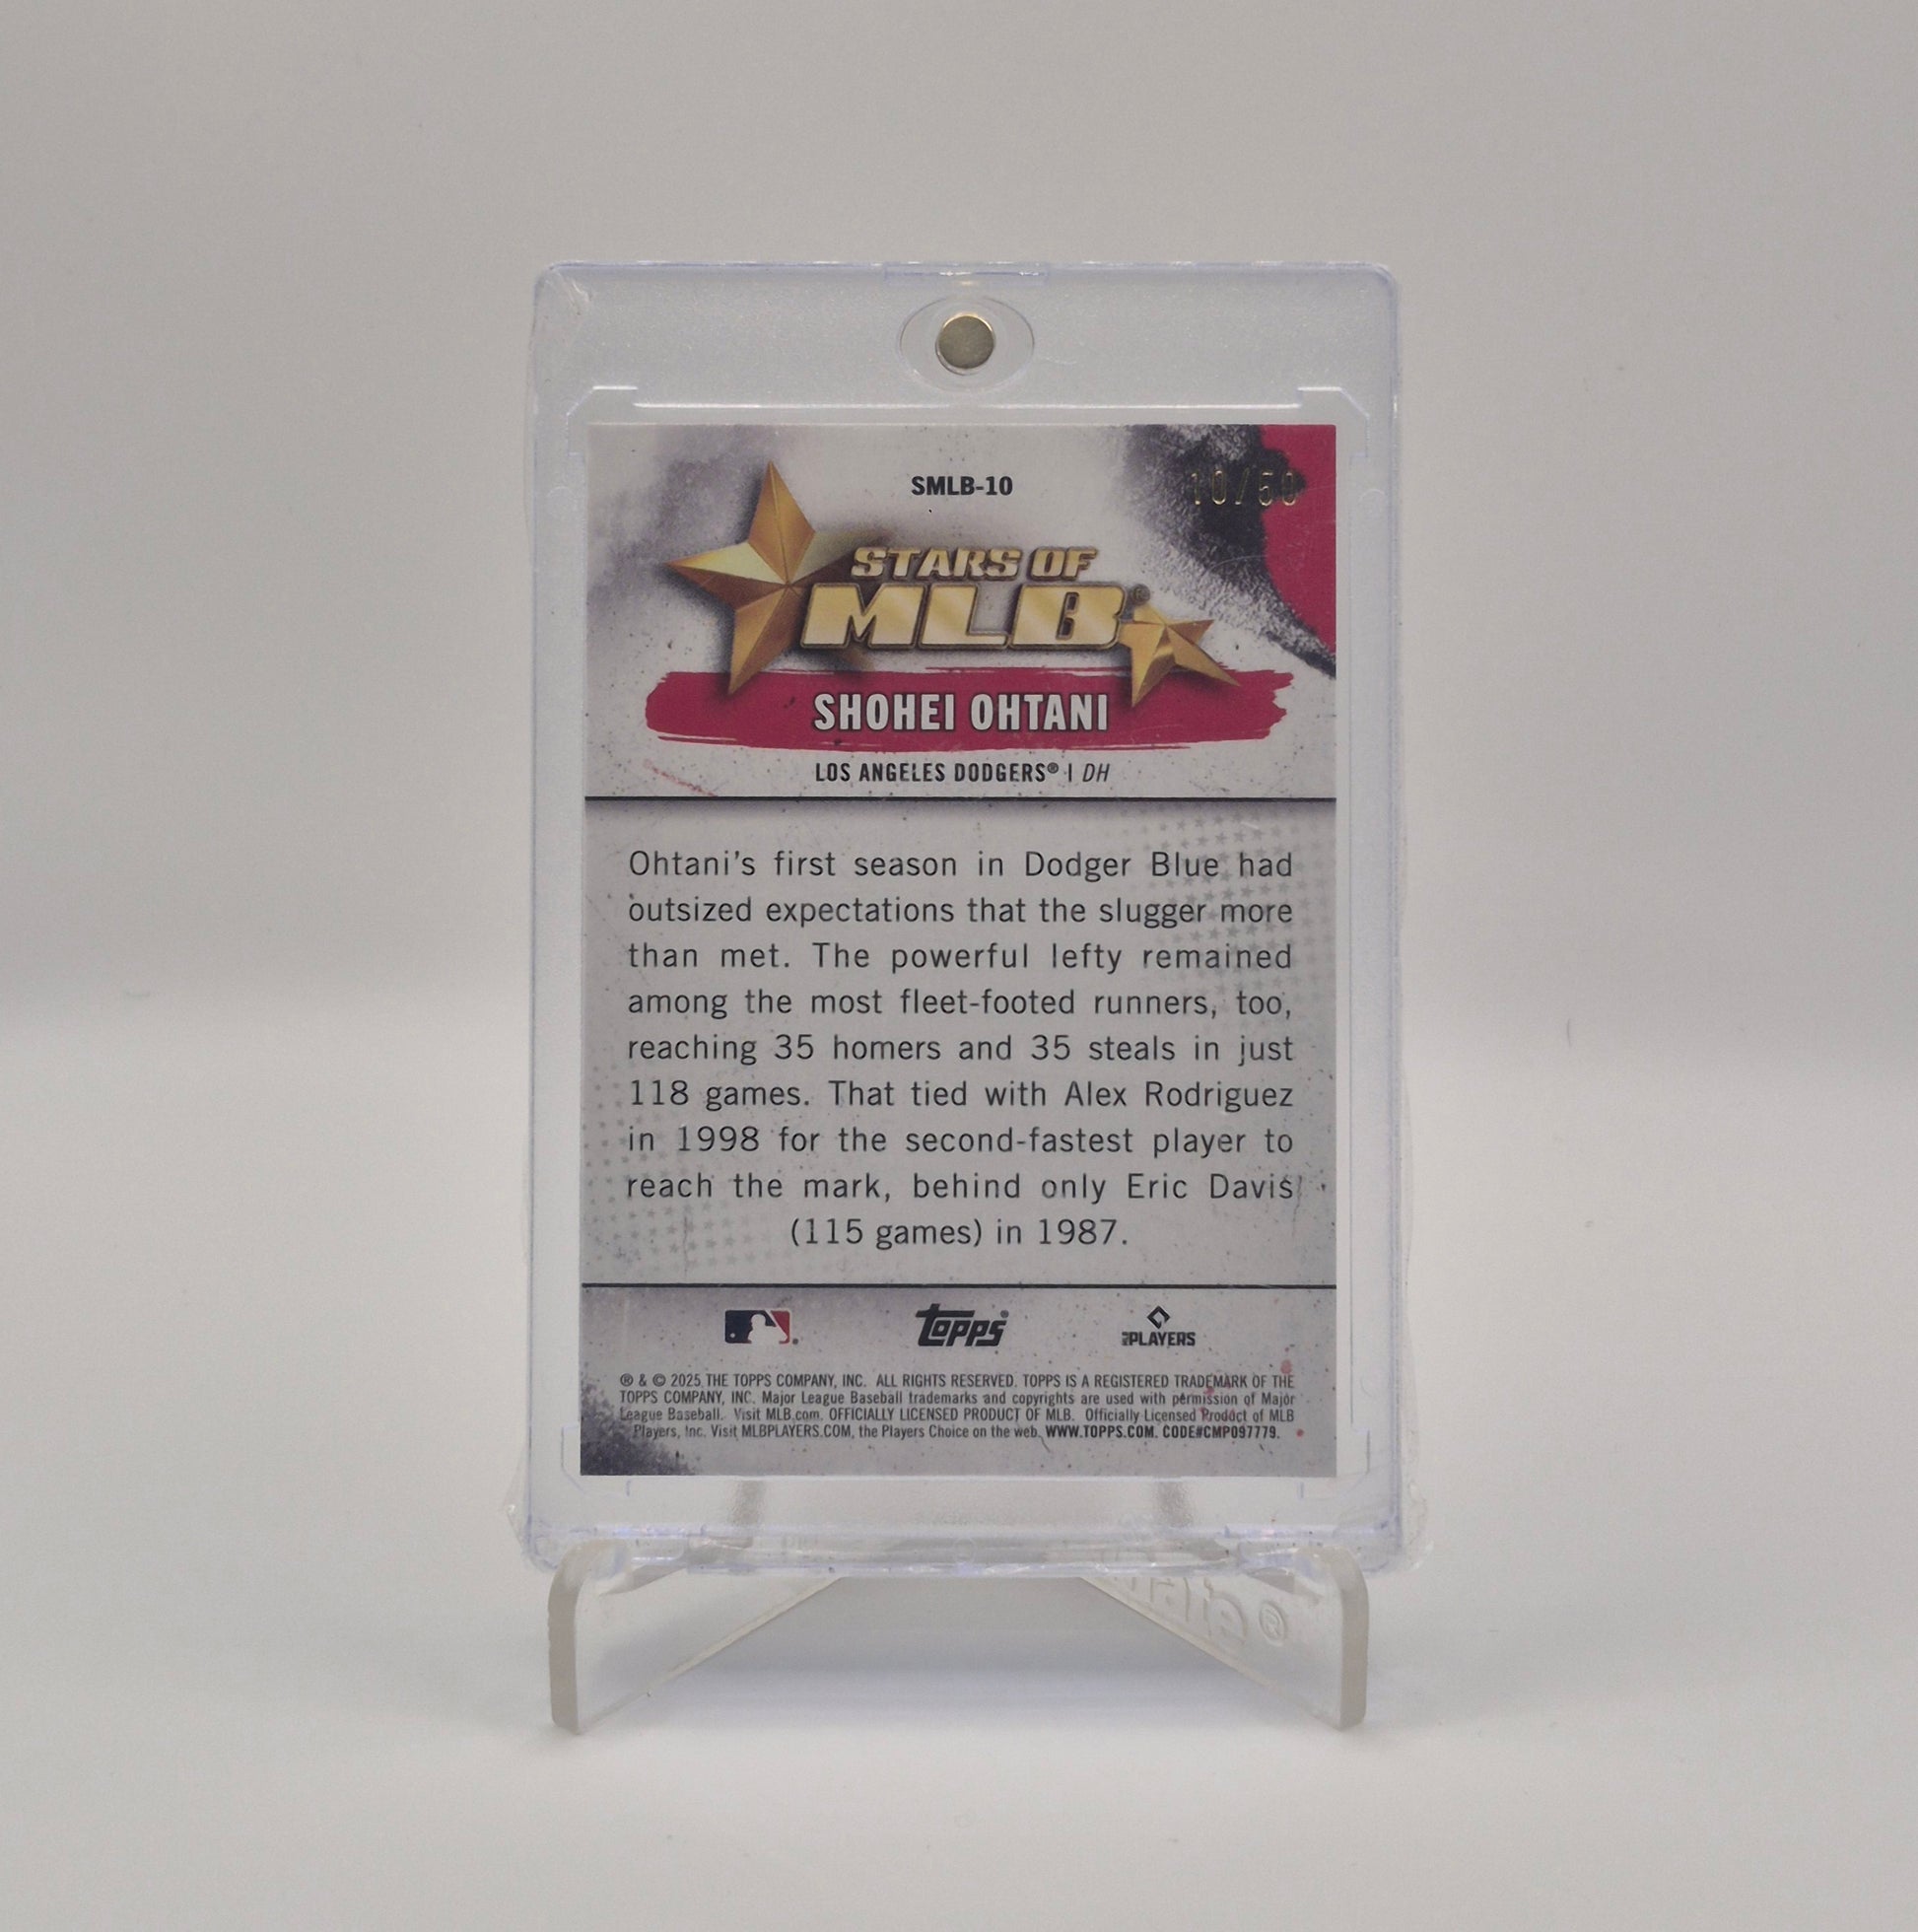 SMLB-10
10/50
STARS OF
MLB®
SHOHEI OHTANI
LOS ANGELES DODGERS® | DH
Ohtani's first season in Dodger Blue had
outsized expectations that the slugger more
than met. The powerful lefty remained
among the most fleet-footed runners, too,
reaching 35 homers and 35 steals in just
118 games. That tied with Alex Rodriguez
in 1998 for the second-fastest player to
reach the mark, behind only Eric Davis
(115 games) in 1987.
Topps®
PLAYERS
® & © 2025 THE TOPPS COMPANY, INC. ALL RIGHTS RESERVED. TOPPS IS A REGISTERED TRADEMARK OF THE
TOPPS COMPANY, INC. Major League Baseball trademarks and copyrights are used with permission of Major
League Baseball. Visit MLB.com. OFFICIALLY LICENSED PRODUCT OF MLB. Officially Licensed Product of MLB
Players, Inc. Visit MLBPLAYERS.COM, the Players Choice on the web. WWW.TOPPS.COM. CODE#CMP097779.